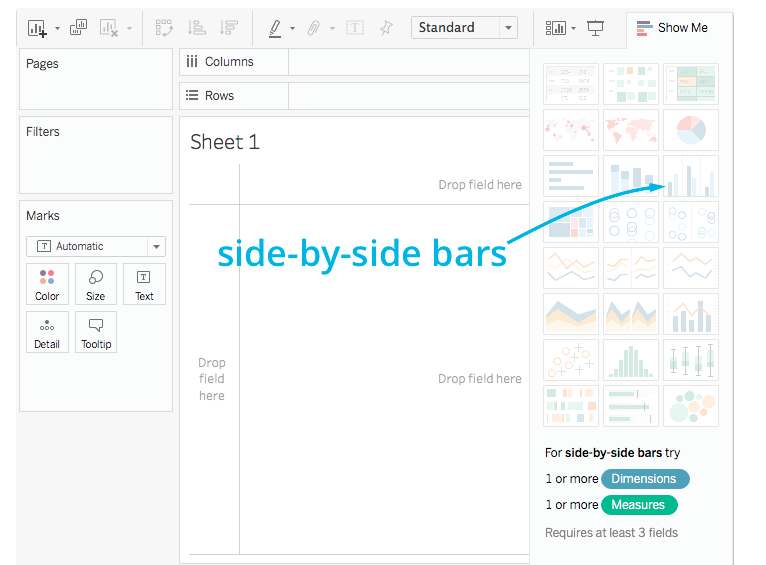 Standard
Show Me
Pages
Columns
Rows
Filters
Sheet 1
Drop field here
Marks
Automatic
Color
Size
Text
Detail
Tooltip
side-by-side bars
Drop
field
here
Drop field here
For side-by-side bars try
1 or more Dimensions
1 or more Measures
Requires at least 3 fields